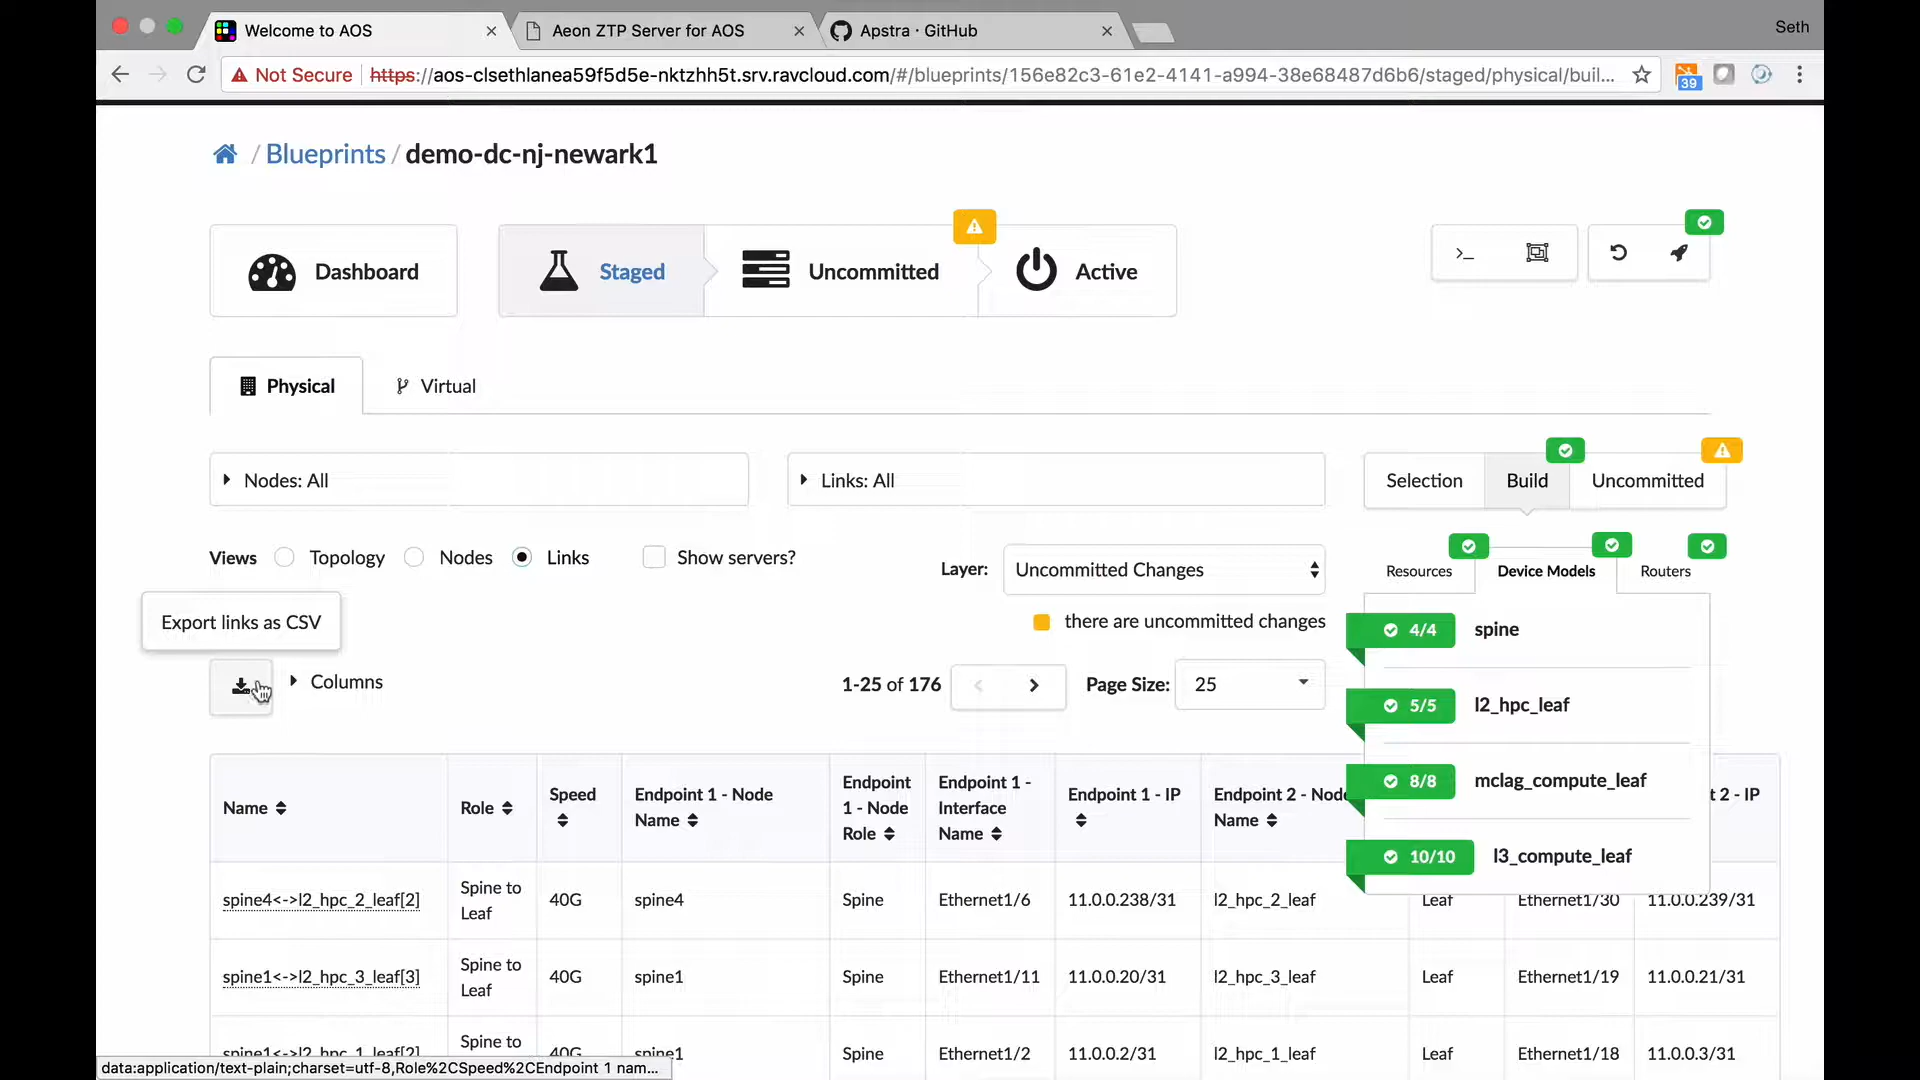 Welcome to AOS
Aeon ZTP Server for AOS
Apstra · GitHub
Seth
Not Secure
https://aos-clsethlanea59f5d5e-nktzhh5t.srv.ravcloud.com/#/blueprints/156e82c3-61e2-4141-a994-38e68487d6b6/staged/physical/buil...
39
/ Blueprints / demo-dc-nj-newark1
Dashboard
Staged
Uncommitted
Active
Physical
Virtual
Nodes: All
Links: All
Selection
Build
Uncommitted
Views
Topology
Nodes
Links
Show servers?
Layer:
Uncommitted Changes
there are uncommitted changes
Resources
Device Models
Routers
4/4 spine
5/5 l2_hpc_leaf
8/8 mclag_compute_leaf
10/10 l3_compute_leaf
Export links as CSV
Columns
1-25 of 176
Page Size:
25
Name
Role
Speed
Endpoint 1 - Node
Name
Endpoint
1 - Node
Role
Endpoint 1 -
Interface
Name
Endpoint 1 - IP
Endpoint 2 - Node
Name
t 2 - IP
spine4<->l2_hpc_2_leaf[2]
Spine to
Leaf
40G
spine4
Spine
Ethernet1/6
11.0.0.238/31
l2_hpc_2_leaf
Leaf
Ethernet1/30
11.0.0.239/31
spine1<->l2_hpc_3_leaf[3]
Spine to
Leaf
40G
spine1
Spine
Ethernet1/11
11.0.0.20/31
l2_hpc_3_leaf
Leaf
Ethernet1/19
11.0.0.21/31
spine1<->l2_hpc_1_leaf[2]
Spine to
40G
spine1
Spine
Ethernet1/2
11.0.0.2/31
l2_hpc_1_leaf
Leaf
Ethernet1/18
11.0.0.3/31
data:application/text-plain;charset=utf-8,Role%2CSpeed%2CEndpoint 1 nam...